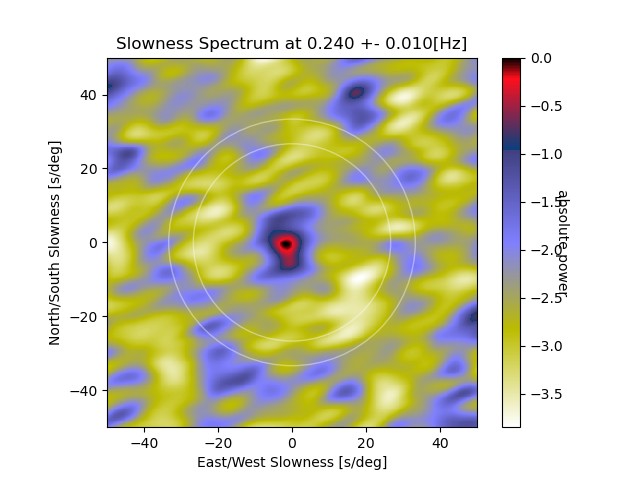 Slowness Spectrum at 0.240 +- 0.010[Hz]
North/South Slowness [s/deg]
40
20
0
−20
−40
−40 −20 0 20 40
East/West Slowness [s/deg]
0.0
−0.5
−1.0
−1.5
−2.0
−2.5
−3.0
−3.5
absolute power